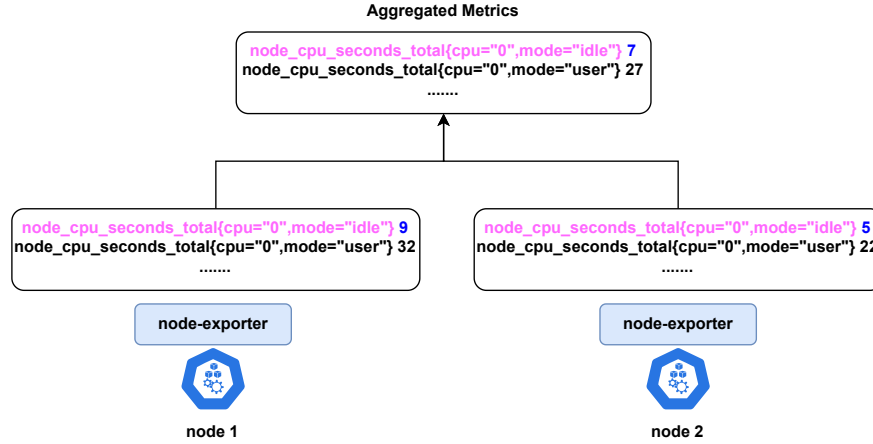 Aggregated Metrics
node_cpu_seconds_total{cpu="0",mode="idle"} 7
node_cpu_seconds_total{cpu="0",mode="user"} 27
.......
node_cpu_seconds_total{cpu="0",mode="idle"} 9
node_cpu_seconds_total{cpu="0",mode="user"} 32
.......
node-exporter
node 1
node_cpu_seconds_total{cpu="0",mode="idle"} 5
node_cpu_seconds_total{cpu="0",mode="user"} 22
.......
node-exporter
node 2